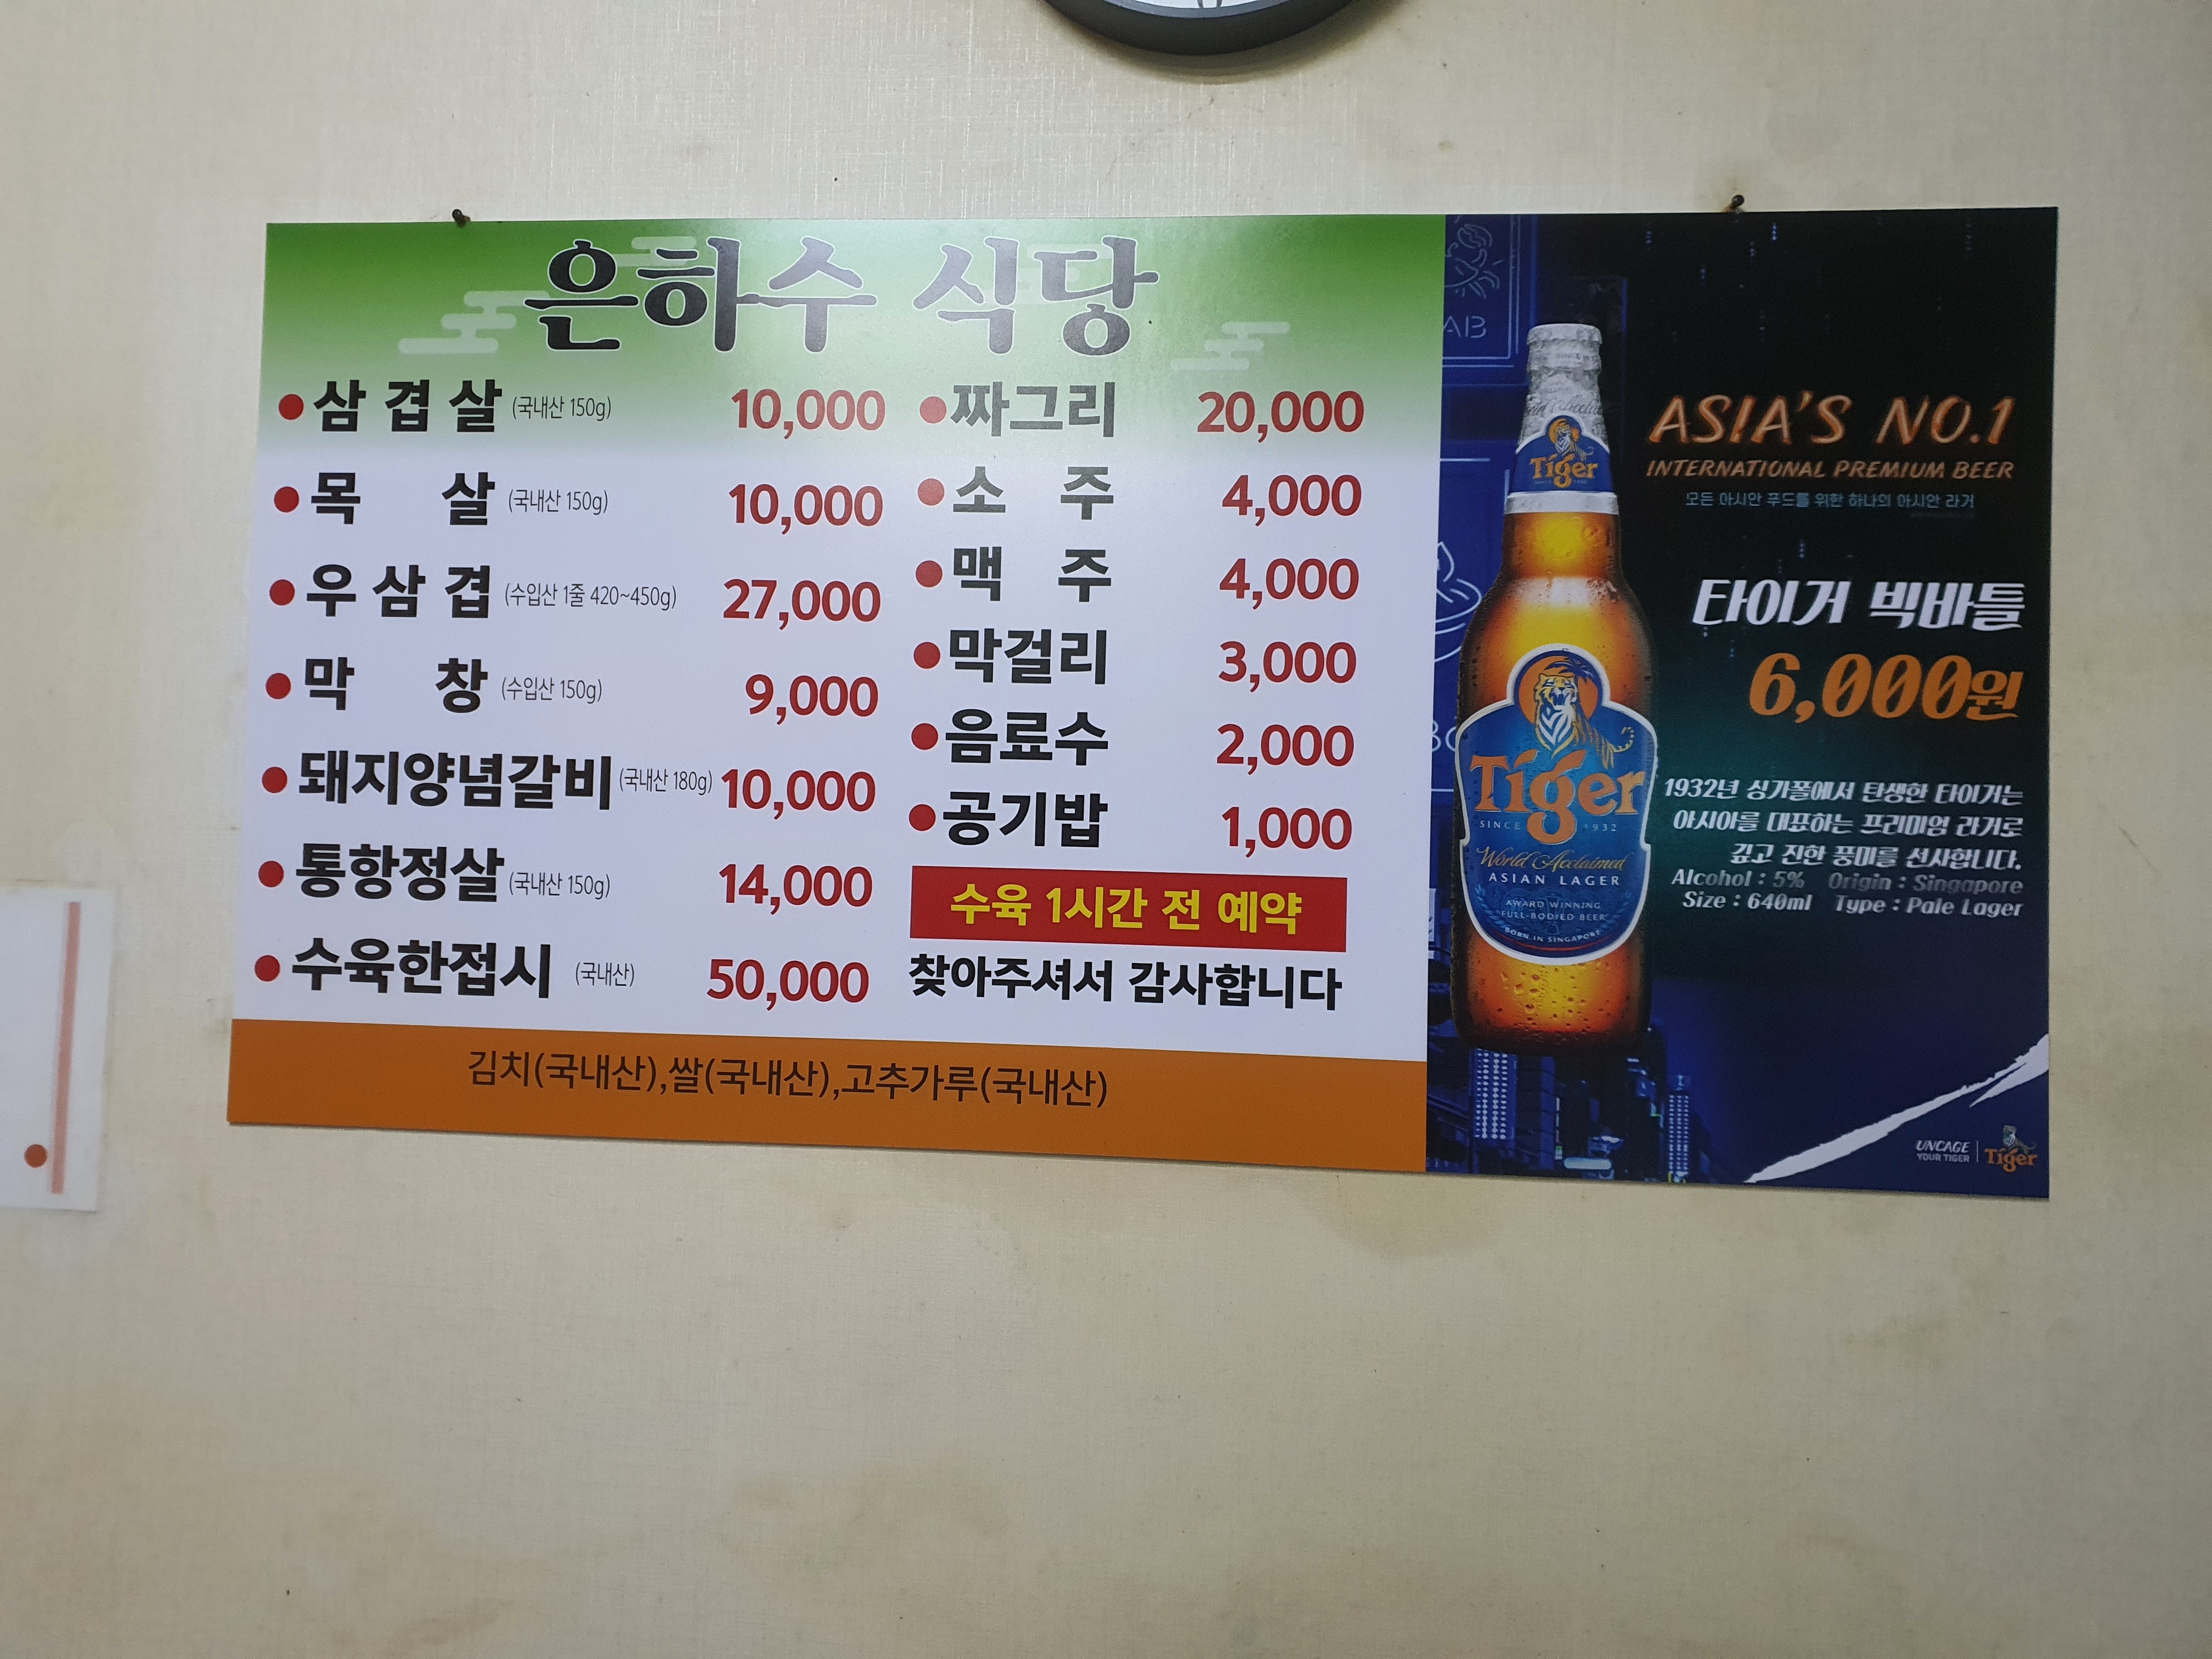 은하수 식당
삼겹살 (국내산 150g) 10,000
목 살 (국내산 150g) 10,000
우삼겹 (수입산 1줄 420~450g) 27,000
막 창 (수입산 150g) 9,000
돼지양념갈비 (국내산 180g) 10,000
통항정살 (국내산 150g) 14,000
수육한접시 (국내산) 50,000
짜그리 20,000
소 주 4,000
맥 주 4,000
막걸리 3,000
음료수 2,000
공기밥 1,000
수육 1시간 전 예약
찾아주셔서 감사합니다
김치(국내산),쌀(국내산),고추가루(국내산)
ASIA'S NO.1
INTERNATIONAL PREMIUM BEER
모든 아시안 푸드를 위한 하나의 아시안 라거
타이거 빅바틀
6,000원
1932년 싱가폴에서 탄생한 타이거는
아시아를 대표하는 프리미엄 라거로
깊고 진한 풍미를 선사합니다.
Alcohol : 5% Origin : Singapore
Size : 640ml Type : Pale Lager
Tiger
Tiger
SINCE 1932
World Acclaimed
ASIAN LAGER
AWARD WINNING
FULL-BODIED BEER
BORN IN SINGAPORE
UNCAGE
YOUR TIGER
Tiger